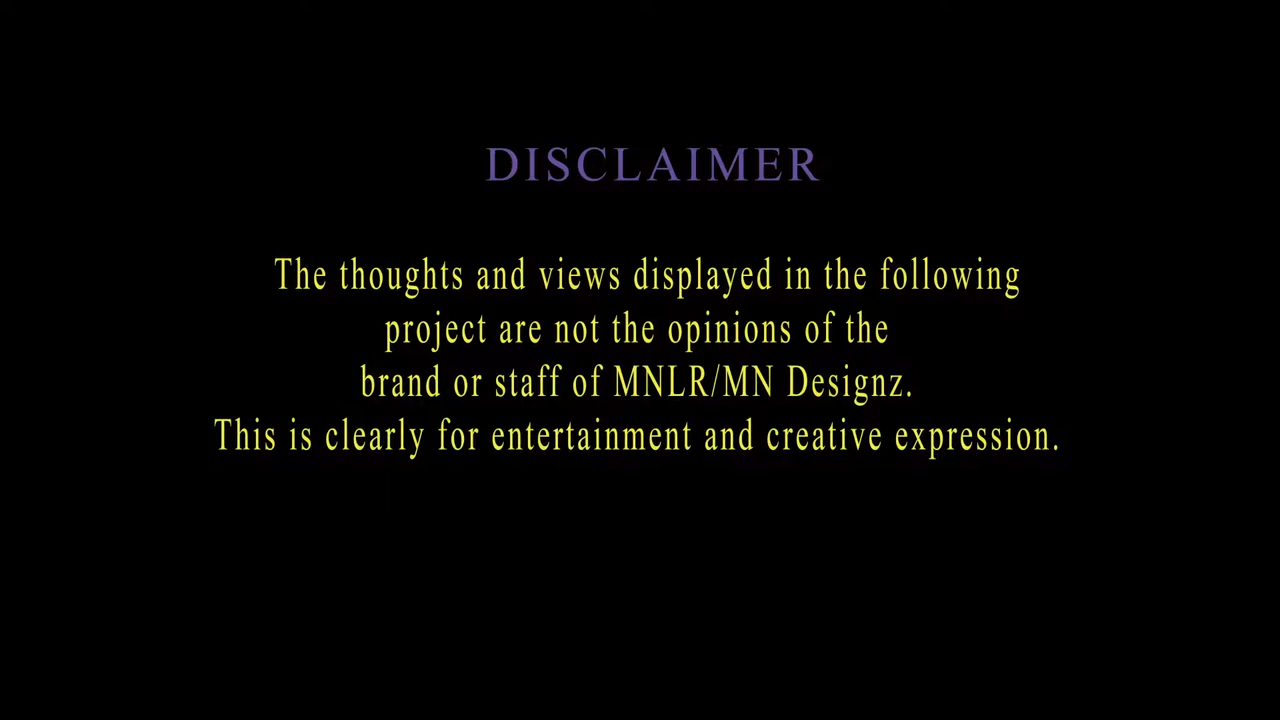 DISCLAIMER
The thoughts and views displayed in the following
project are not the opinions of the
brand or staff of MNLR/MN Designz.
This is clearly for entertainment and creative expression.